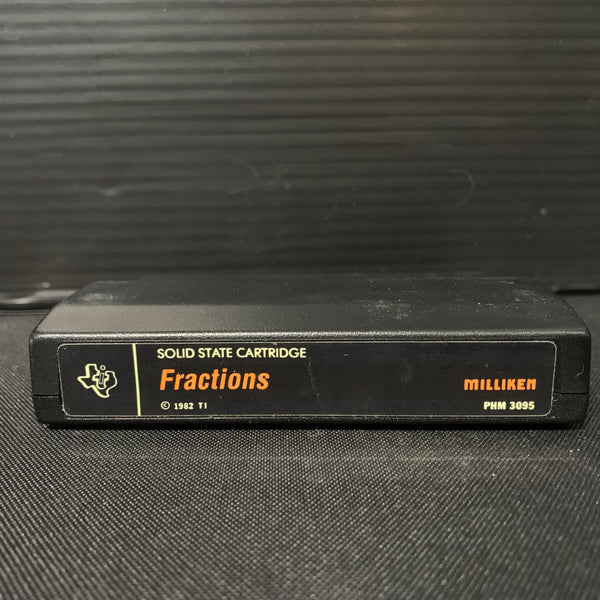 SOLID STATE CARTRIDGE
Fractions
© 1982 TI
MILLIKEN
PHM 3095